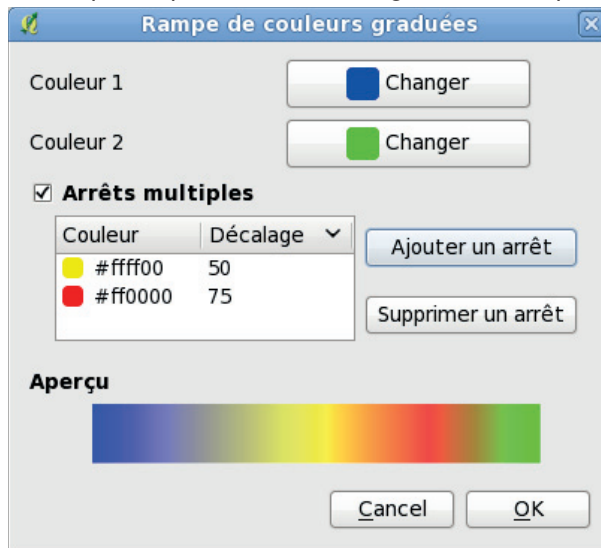 Rampe de couleurs graduées
Couleur 1
Changer
Couleur 2
Changer
Arrêts multiples
Couleur Décalage
#ffff00 50
#ff0000 75
Ajouter un arrêt
Supprimer un arrêt
Aperçu
Cancel OK